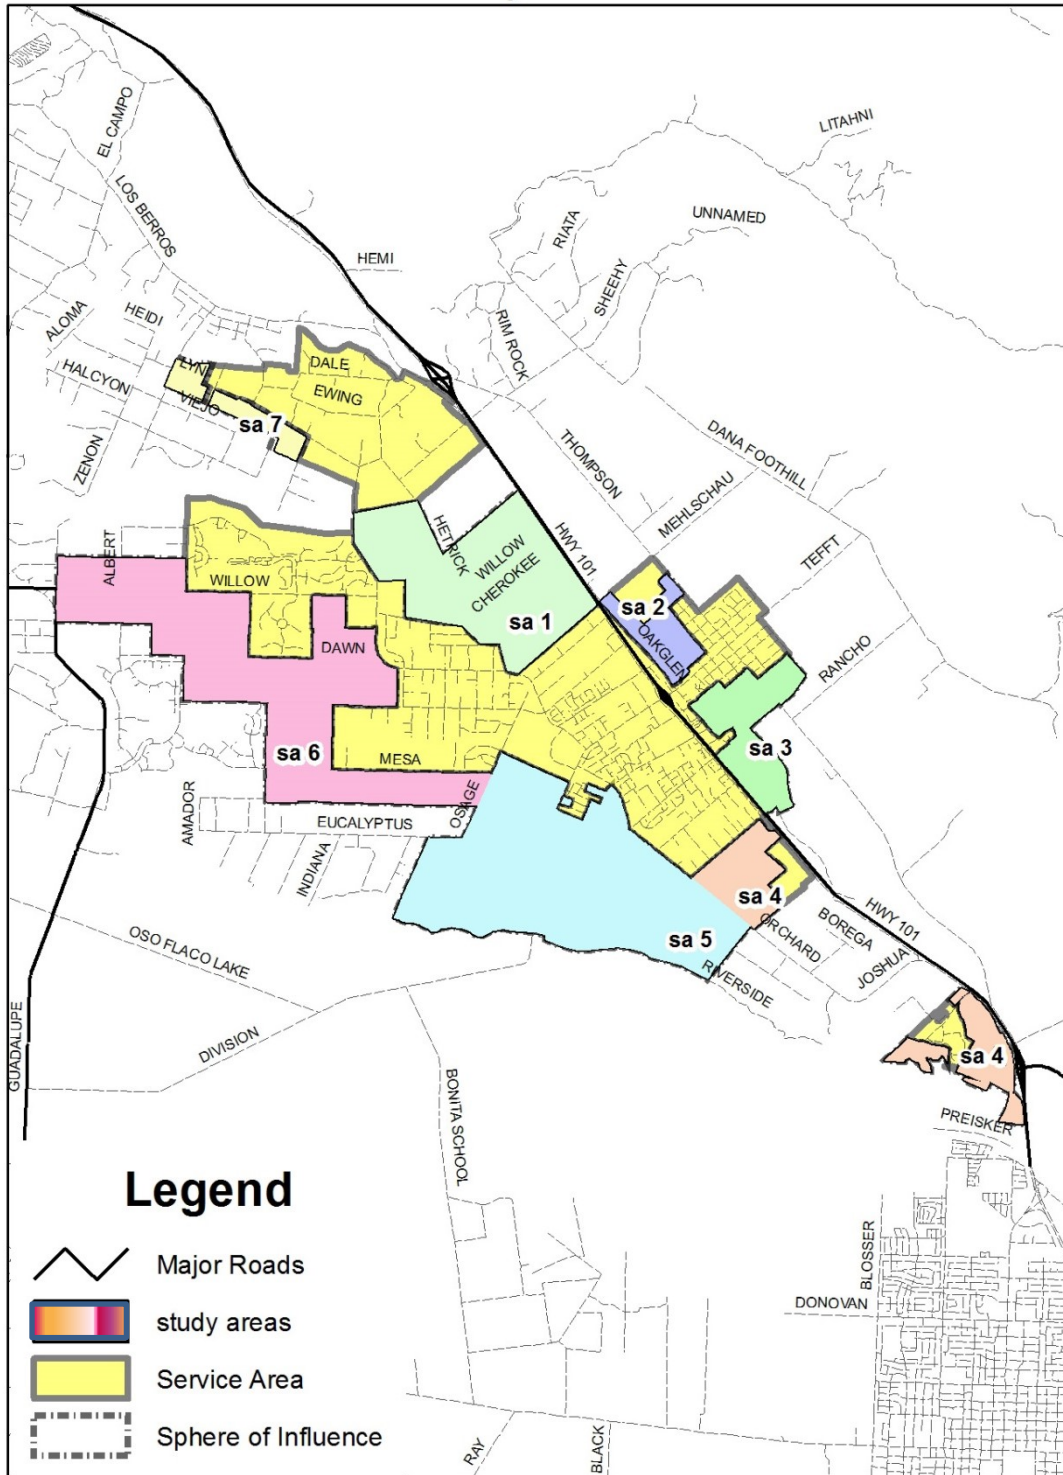 EL CAMPO
LOS BERROS
LITAHNI
UNNAMED
RIATA
SHEEHY
HEMI
ALOMA
HEIDI
RIM ROCK
HALCYON
LYN
DALE
EWING
VIEJO
sa 7
ZENON
THOMPSON
DANA FOOTHILL
MEHLSCHAU
TEFFT
HETRICK
WILLOW
CHEROKEE
HWY 101
ALBERT
WILLOW
sa 1
sa 2
OAKGLEN
RANCHO
DAWN
sa 6
MESA
sa 3
OSAGE
AMADOR
EUCALYPTUS
INDIANA
sa 4
HWY 101
BOREGA
ORCHARD
JOSHUA
sa 5
RIVERSIDE
OSO FLACO LAKE
GUADALUPE
DIVISION
sa 4
BONITA SCHOOL
PREISKER
Legend
Major Roads
study areas
Service Area
Sphere of Influence
BLOSSER
DONOVAN
RAY
BLACK